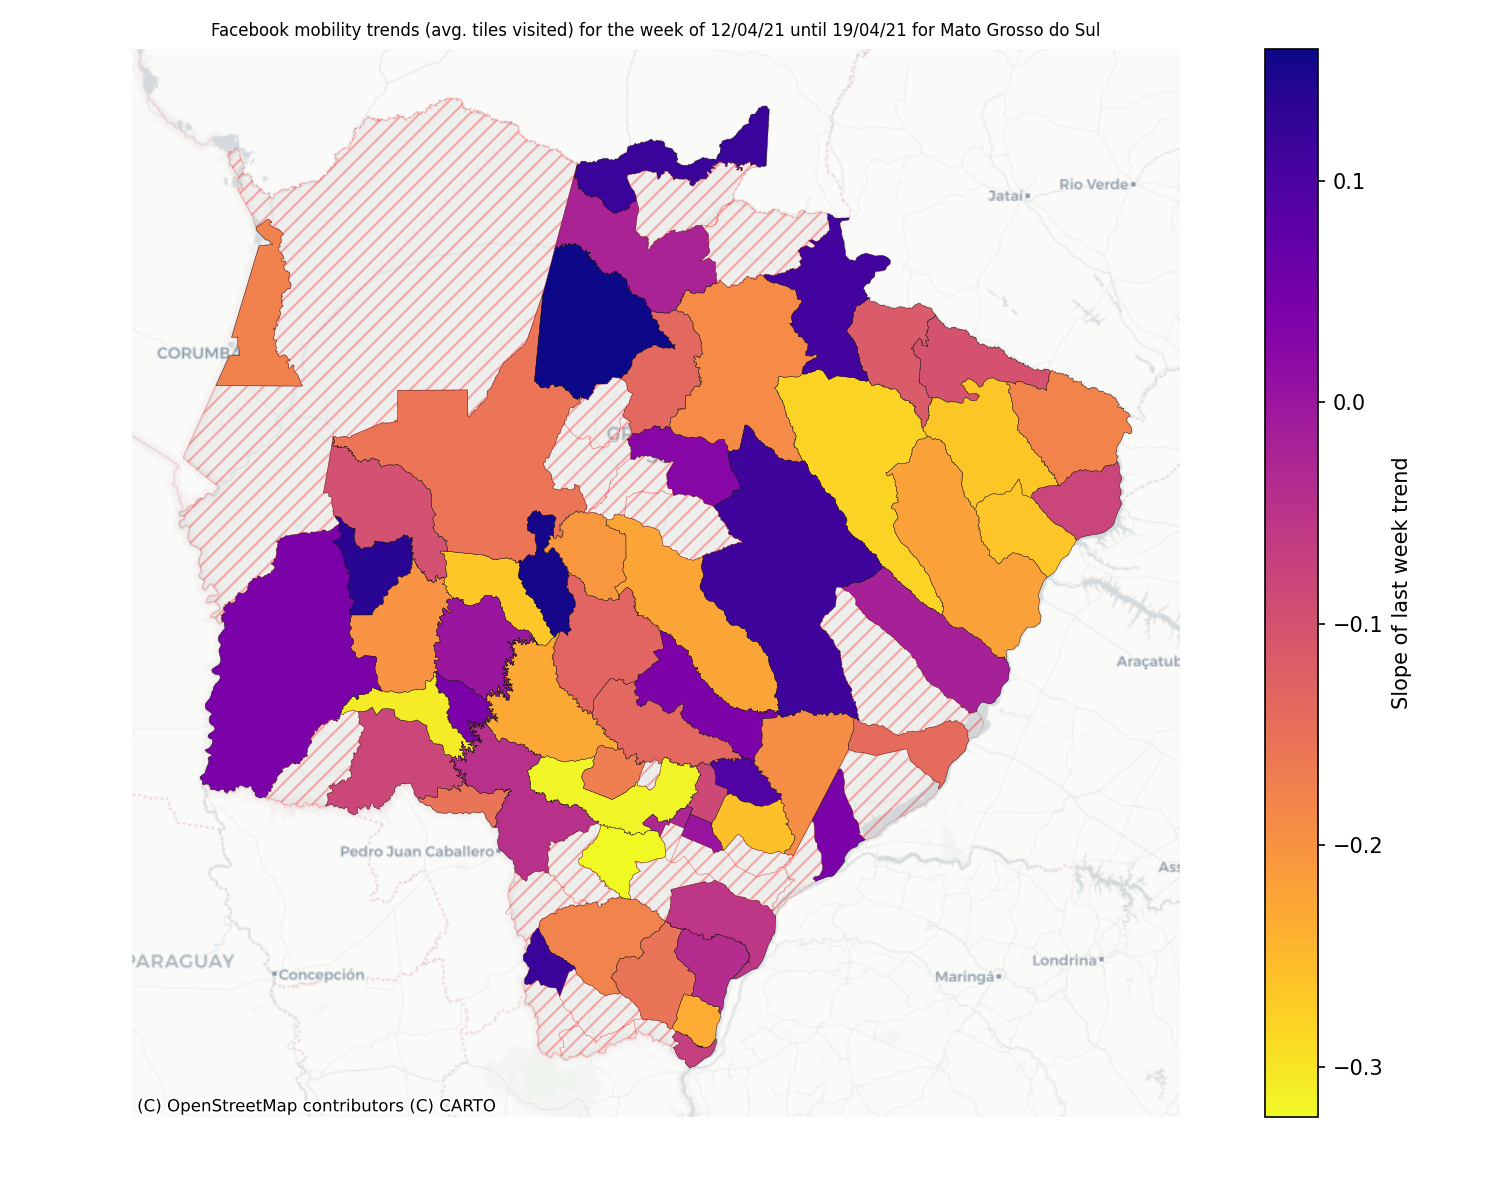 Facebook mobility trends (avg. tiles visited) for the week of 12/04/21 until 19/04/21 for Mato Grosso do Sul
Jataí
Rio Verde
CORUMBÁ
Araçatub
Pedro Juan Caballero
PARAGUAY
Concepción
Maringá
Londrina
Ass
(C) OpenStreetMap contributors (C) CARTO
0.1
0.0
−0.1
−0.2
−0.3
Slope of last week trend